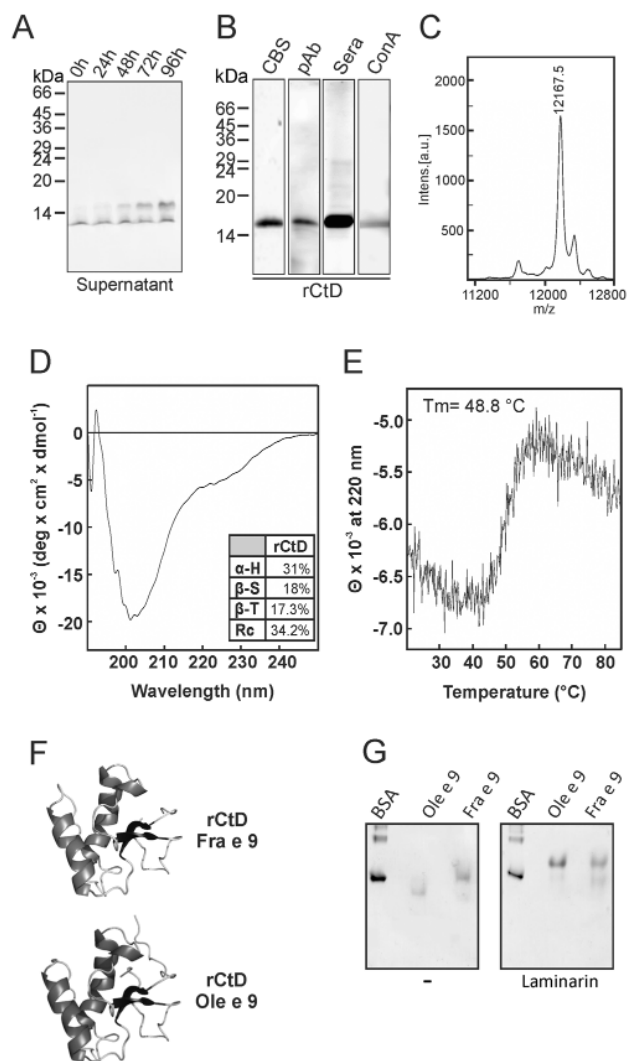 A
0h 24h 48h 72h 96h
kDa
66
45
36
29
24
20
14
Supernatant
B
CBS pAb Sera ConA
kDa
66
45
36
29
24
20
14
rCtD
C
12167.5
2000
1500
1000
500
Intens.[a.u.]
11200 12000 12800
m/z
D
0
-5
-10
-15
-20
Θ x 10⁻³ (deg x cm² x dmol⁻¹)
rCtD
α-H 31%
β-S 18%
β-T 17.3%
Rc 34.2%
200 210 220 230 240
Wavelength (nm)
E
Tm= 48.8 °C
-5.0
-5.5
-6.0
-6.5
-7.0
Θ x 10⁻³ at 220 nm
30 40 50 60 70 80
Temperature (°C)
F
rCtD
Fra e 9
rCtD
Ole e 9
G
BSA Ole e 9 Fra e 9
-
BSA Ole e 9 Fra e 9
Laminarin